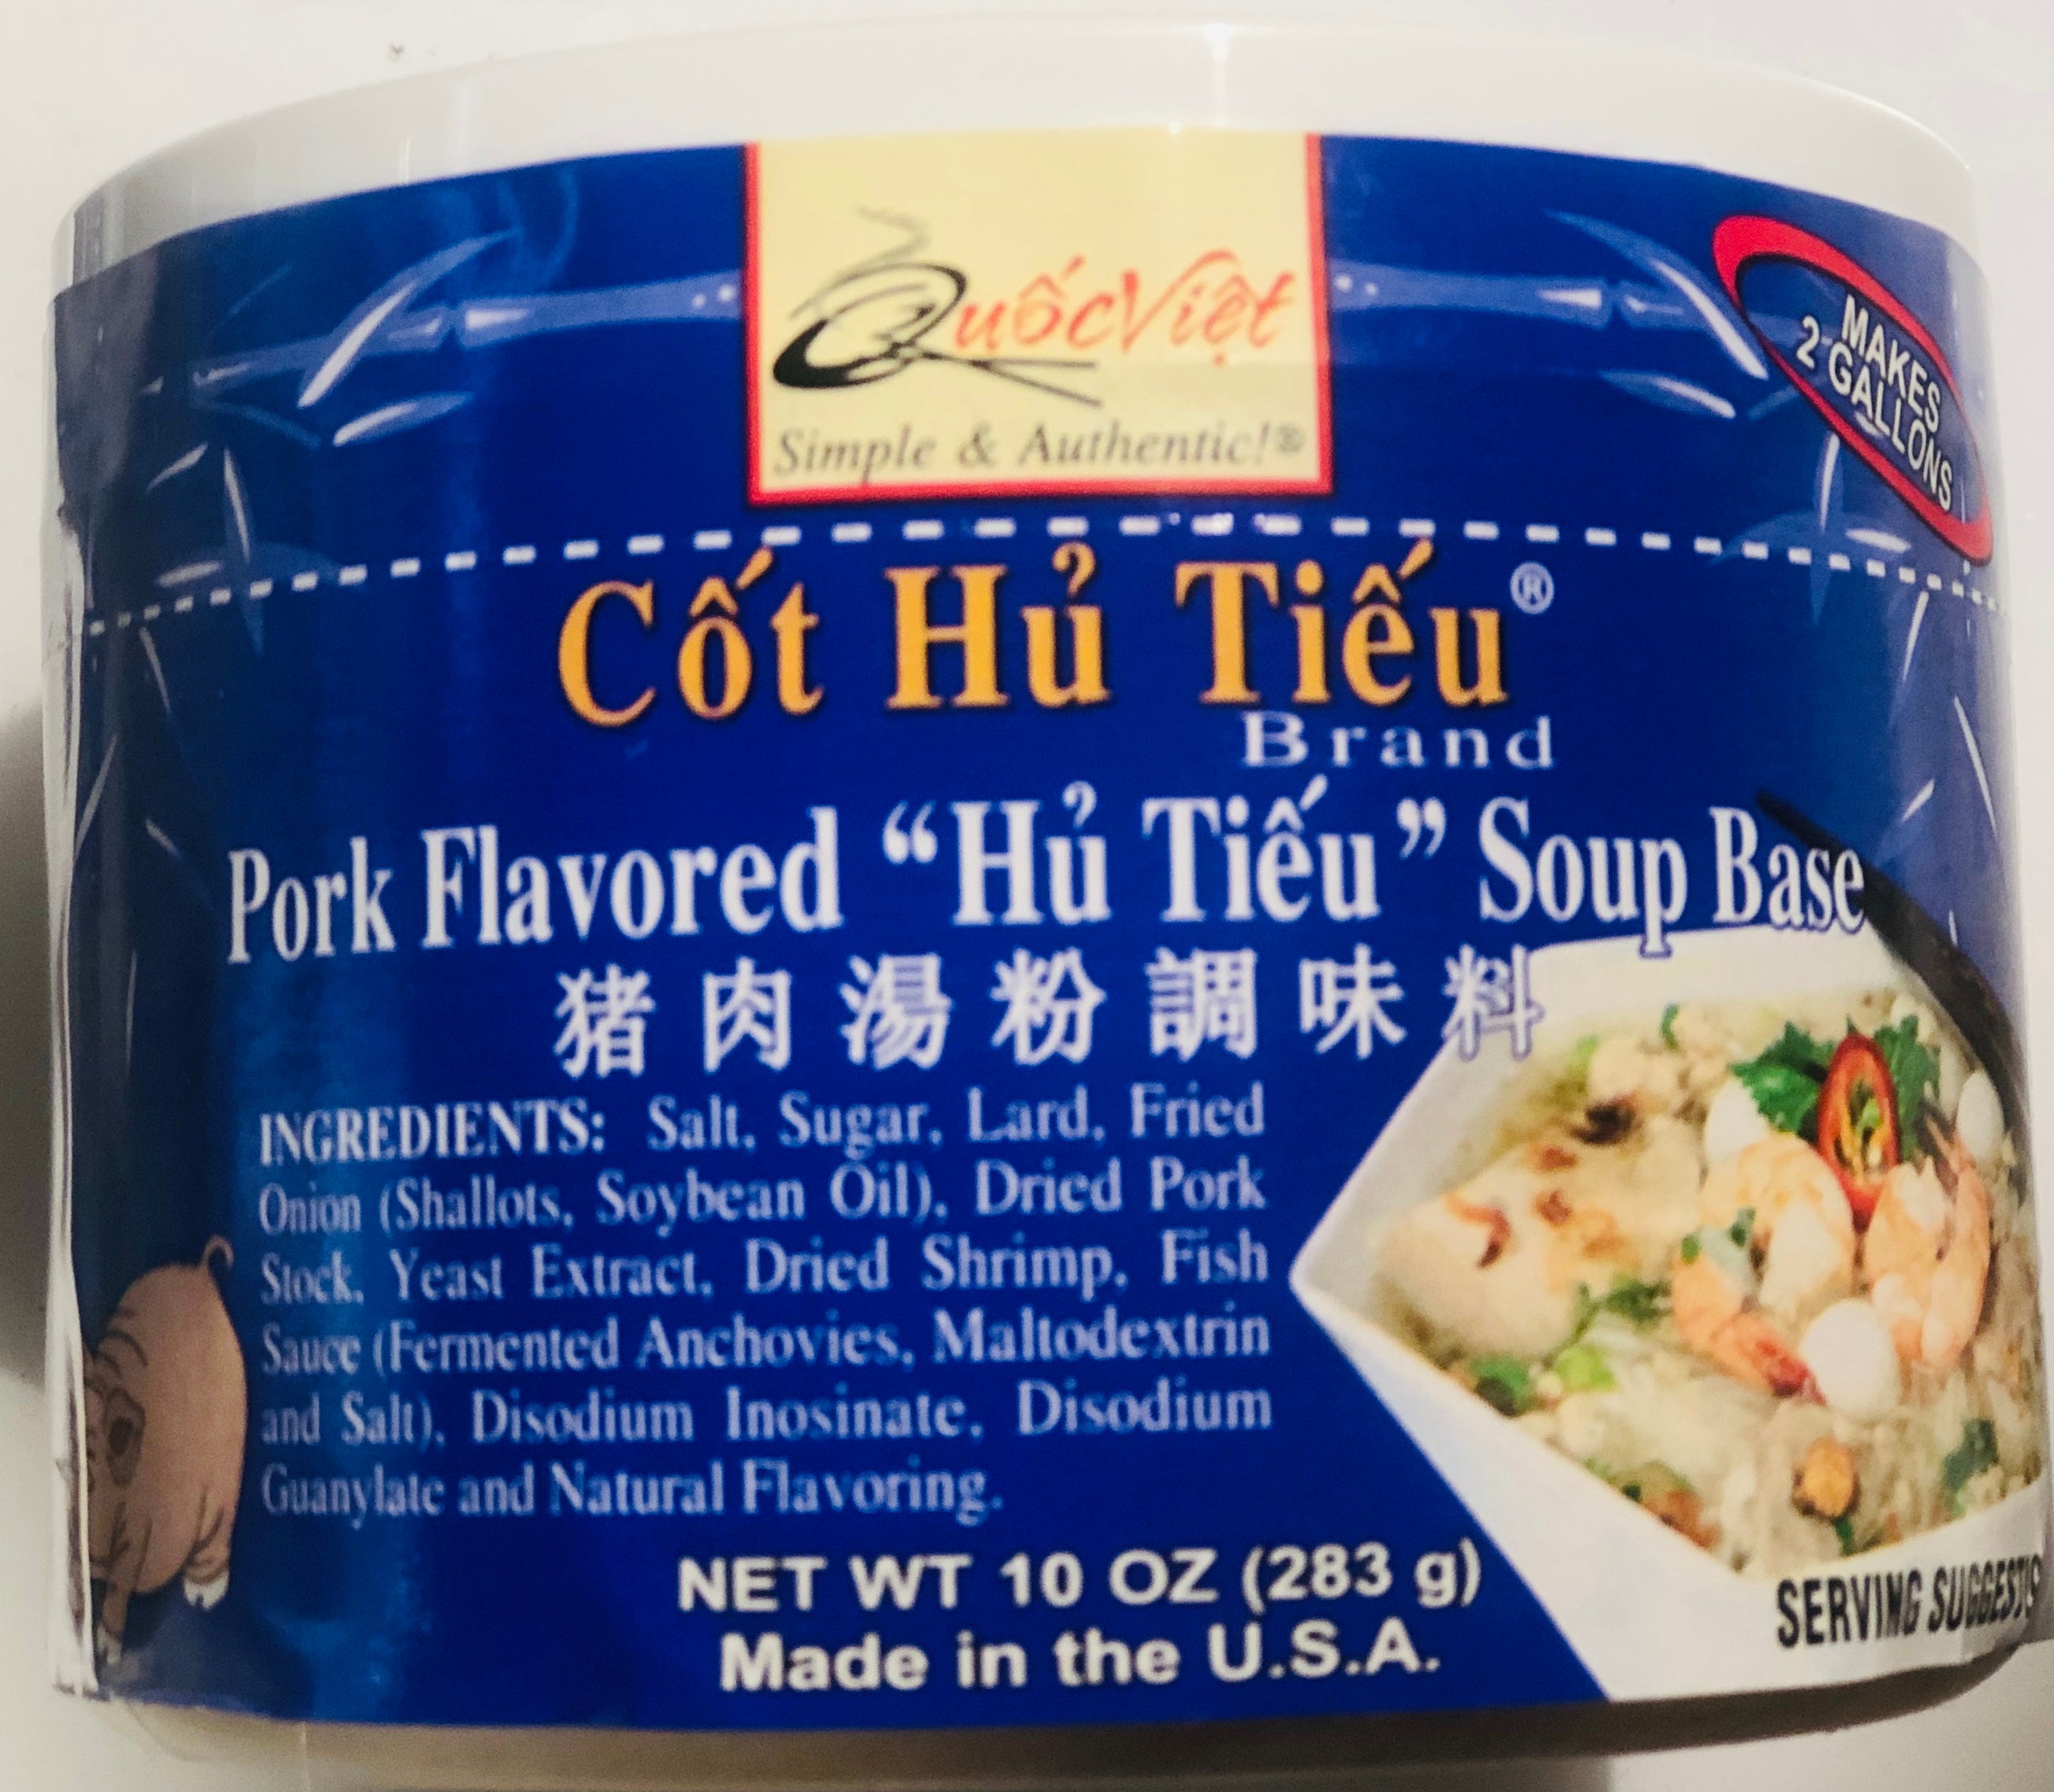 QuốcViệt
Simple & Authentic!®
MAKES
2 GALLONS
Cốt Hủ Tiếu®
Brand
Pork Flavored “Hủ Tiếu” Soup Base
猪肉湯粉調味料
INGREDIENTS: Salt, Sugar, Lard, Fried
Onion (Shallots, Soybean Oil), Dried Pork
Stock, Yeast Extract, Dried Shrimp, Fish
Sauce (Fermented Anchovies, Maltodextrin
and Salt), Disodium Inosinate, Disodium
Guanylate and Natural Flavoring.
NET WT 10 OZ (283 g)
Made in the U.S.A.
SERVING